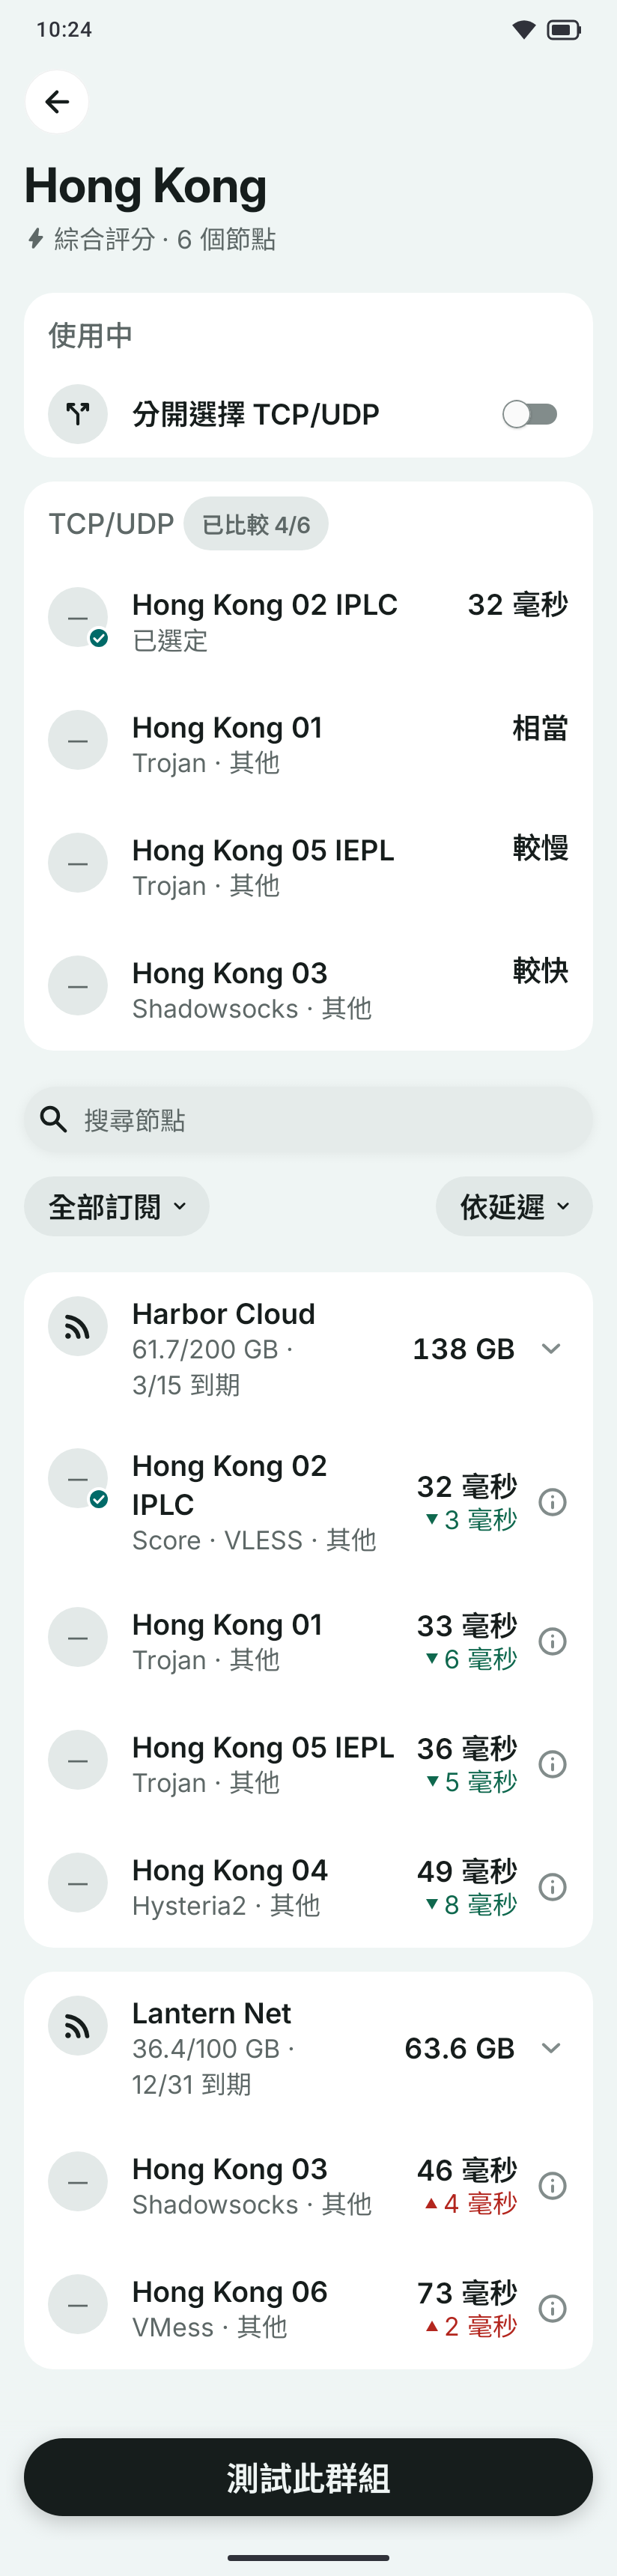 10:24
Hong Kong
綜合評分 · 6 個節點
使用中
分開選擇 TCP/UDP
TCP/UDP 已比較 4/6
Hong Kong 02 IPLC 32 毫秒
已選定
Hong Kong 01 相當
Trojan · 其他
Hong Kong 05 IEPL 較慢
Trojan · 其他
Hong Kong 03 較快
Shadowsocks · 其他
搜尋節點
全部訂閱 依延遲
Harbor Cloud
61.7/200 GB · 138 GB
3/15 到期
Hong Kong 02
IPLC 32 毫秒
▼3 毫秒
Score · VLESS · 其他
Hong Kong 01 33 毫秒
Trojan · 其他 ▼6 毫秒
Hong Kong 05 IEPL 36 毫秒
Trojan · 其他 ▼5 毫秒
Hong Kong 04 49 毫秒
Hysteria2 · 其他 ▼8 毫秒
Lantern Net
36.4/100 GB · 63.6 GB
12/31 到期
Hong Kong 03 46 毫秒
Shadowsocks · 其他 ▲4 毫秒
Hong Kong 06 73 毫秒
VMess · 其他 ▲2 毫秒
測試此群組